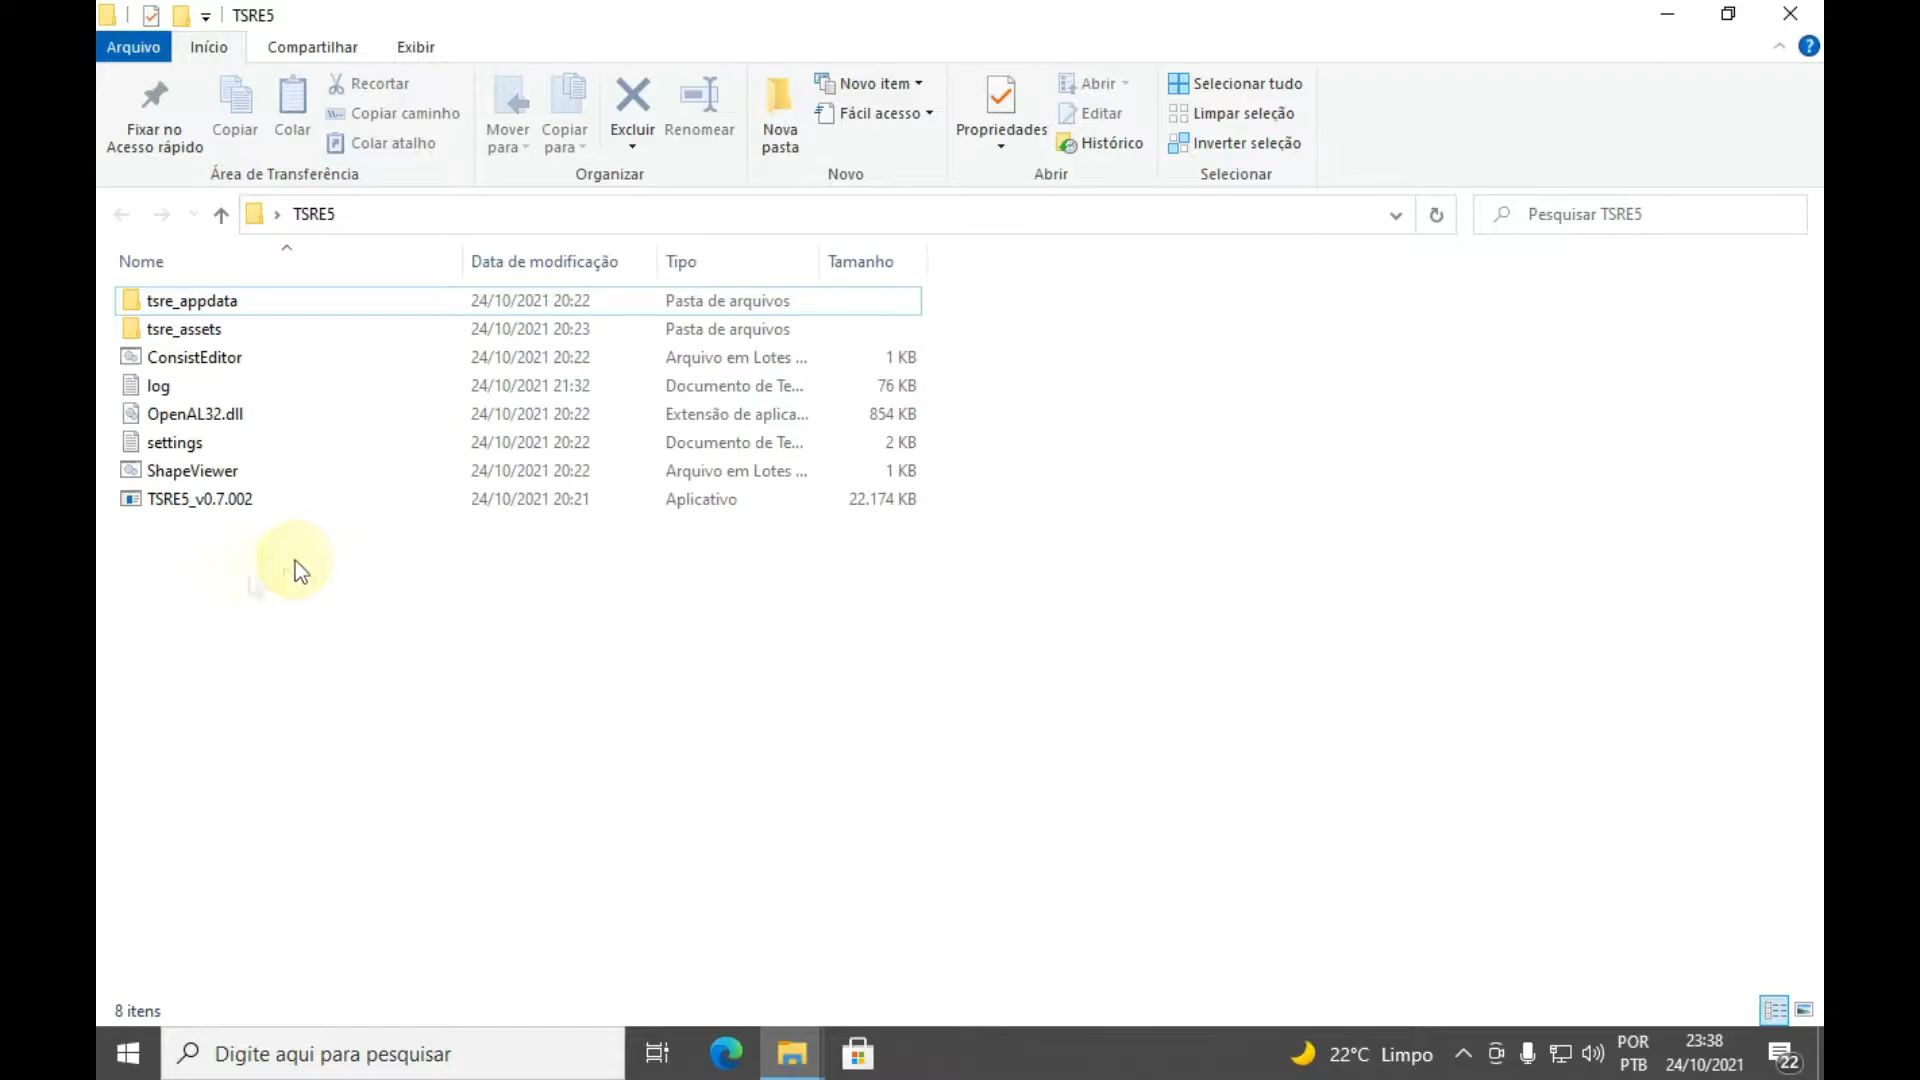 TSRE5
Arquivo Início Compartilhar Exibir
Fixar no
Acesso rápido
Copiar
Colar
Recortar
Copiar caminho
Colar atalho
Área de Transferência
Mover
para
Copiar
para
Excluir
Renomear
Organizar
Nova
pasta
Novo item
Fácil acesso
Novo
Propriedades
Abrir
Editar
Histórico
Abrir
Selecionar tudo
Limpar seleção
Inverter seleção
Selecionar
TSRE5
Pesquisar TSRE5
Nome Data de modificação Tipo Tamanho
tsre_appdata 24/10/2021 20:22 Pasta de arquivos
tsre_assets 24/10/2021 20:23 Pasta de arquivos
ConsistEditor 24/10/2021 20:22 Arquivo em Lotes ... 1 KB
log 24/10/2021 21:32 Documento de Te... 76 KB
OpenAL32.dll 24/10/2021 20:22 Extensão de aplica... 854 KB
settings 24/10/2021 20:22 Documento de Te... 2 KB
ShapeViewer 24/10/2021 20:22 Arquivo em Lotes ... 1 KB
TSRE5_v0.7.002 24/10/2021 20:21 Aplicativo 22.174 KB
8 itens
Digite aqui para pesquisar
22°C Limpo
POR
PTB
23:38
24/10/2021
22